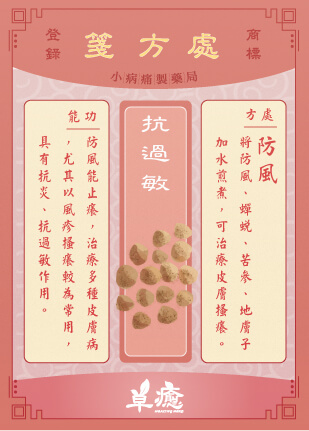 商標
處方箋
登錄
小病痛製藥局
處方
防風
將防風、蟬蛻、苦參、地膚子
加水煎煮，可治療皮膚搔癢。
抗過敏
功能
防風能止癢，治療多種皮膚病
，尤其以風疹搔癢較為常用，
具有抗炎、抗過敏作用。
草癒